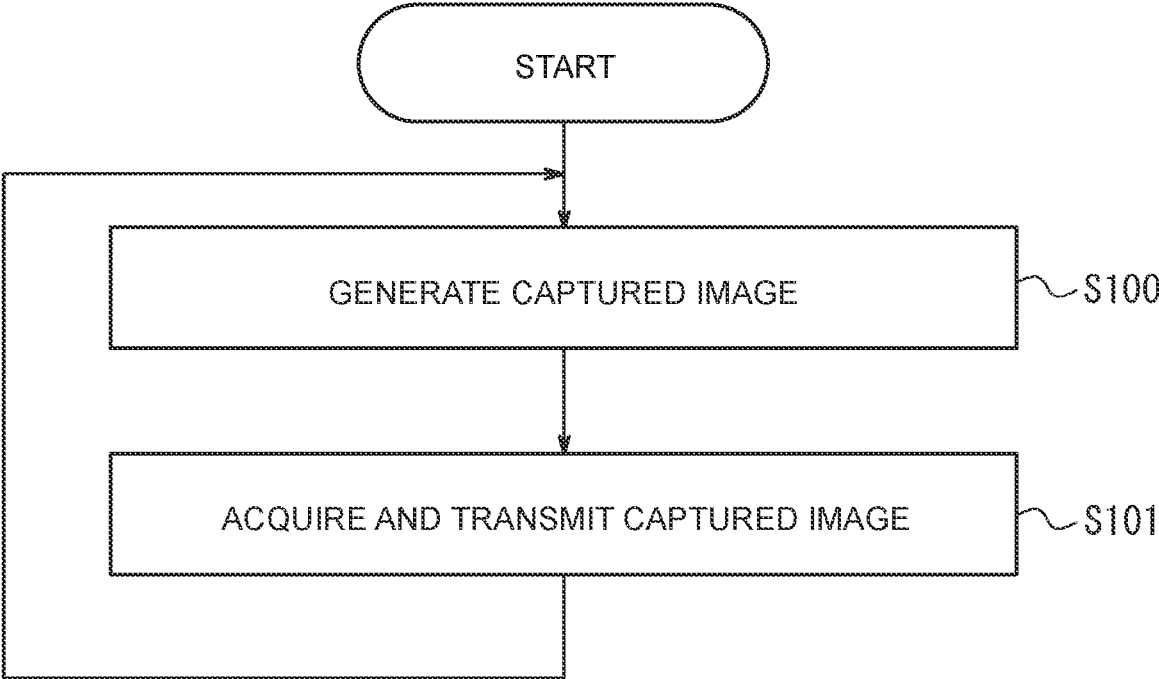 START
GENERATE CAPTURED IMAGE
S100
ACQUIRE AND TRANSMIT CAPTURED IMAGE
S101